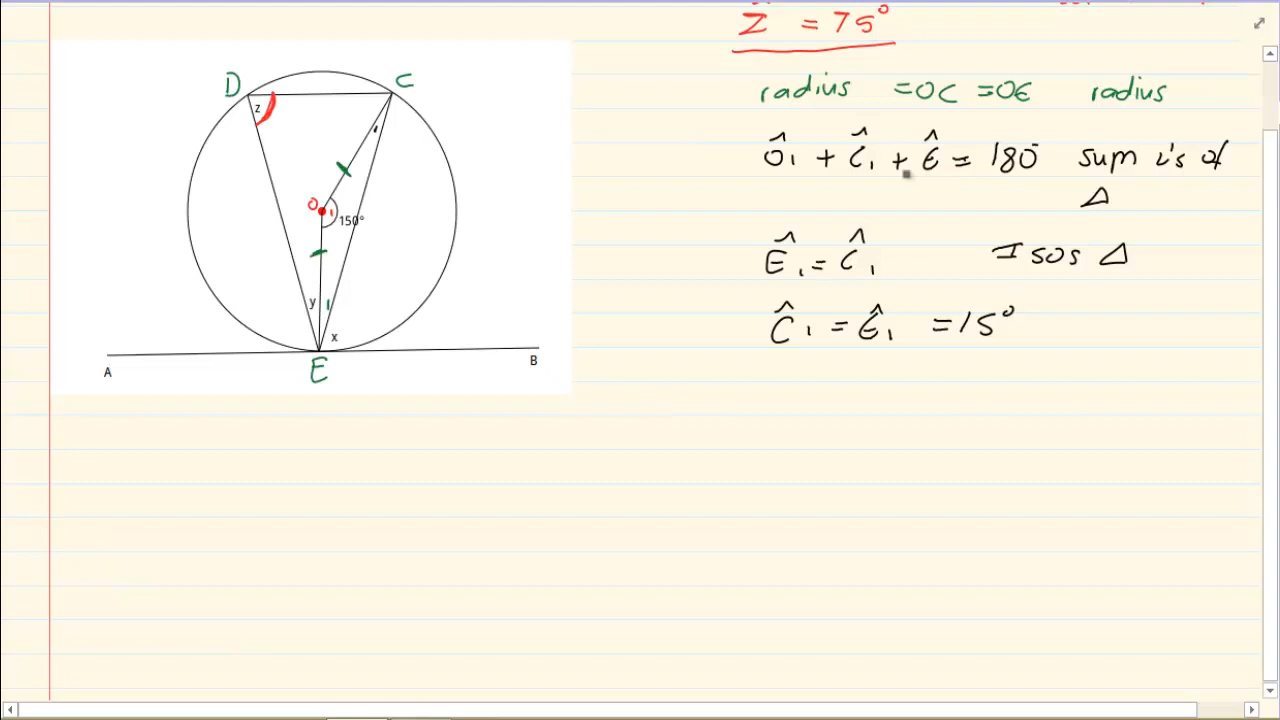 Z = 75°
radius = OC = OE radius
Ô₁ + Ĉ₁ + Ê = 180° sum ∠'s of
Δ
Ê₁ = Ĉ₁ Isos Δ
Ĉ₁ = Ê₁ = 15°
D
C
z
1
O
1
150°
y
1
x
A
E
B